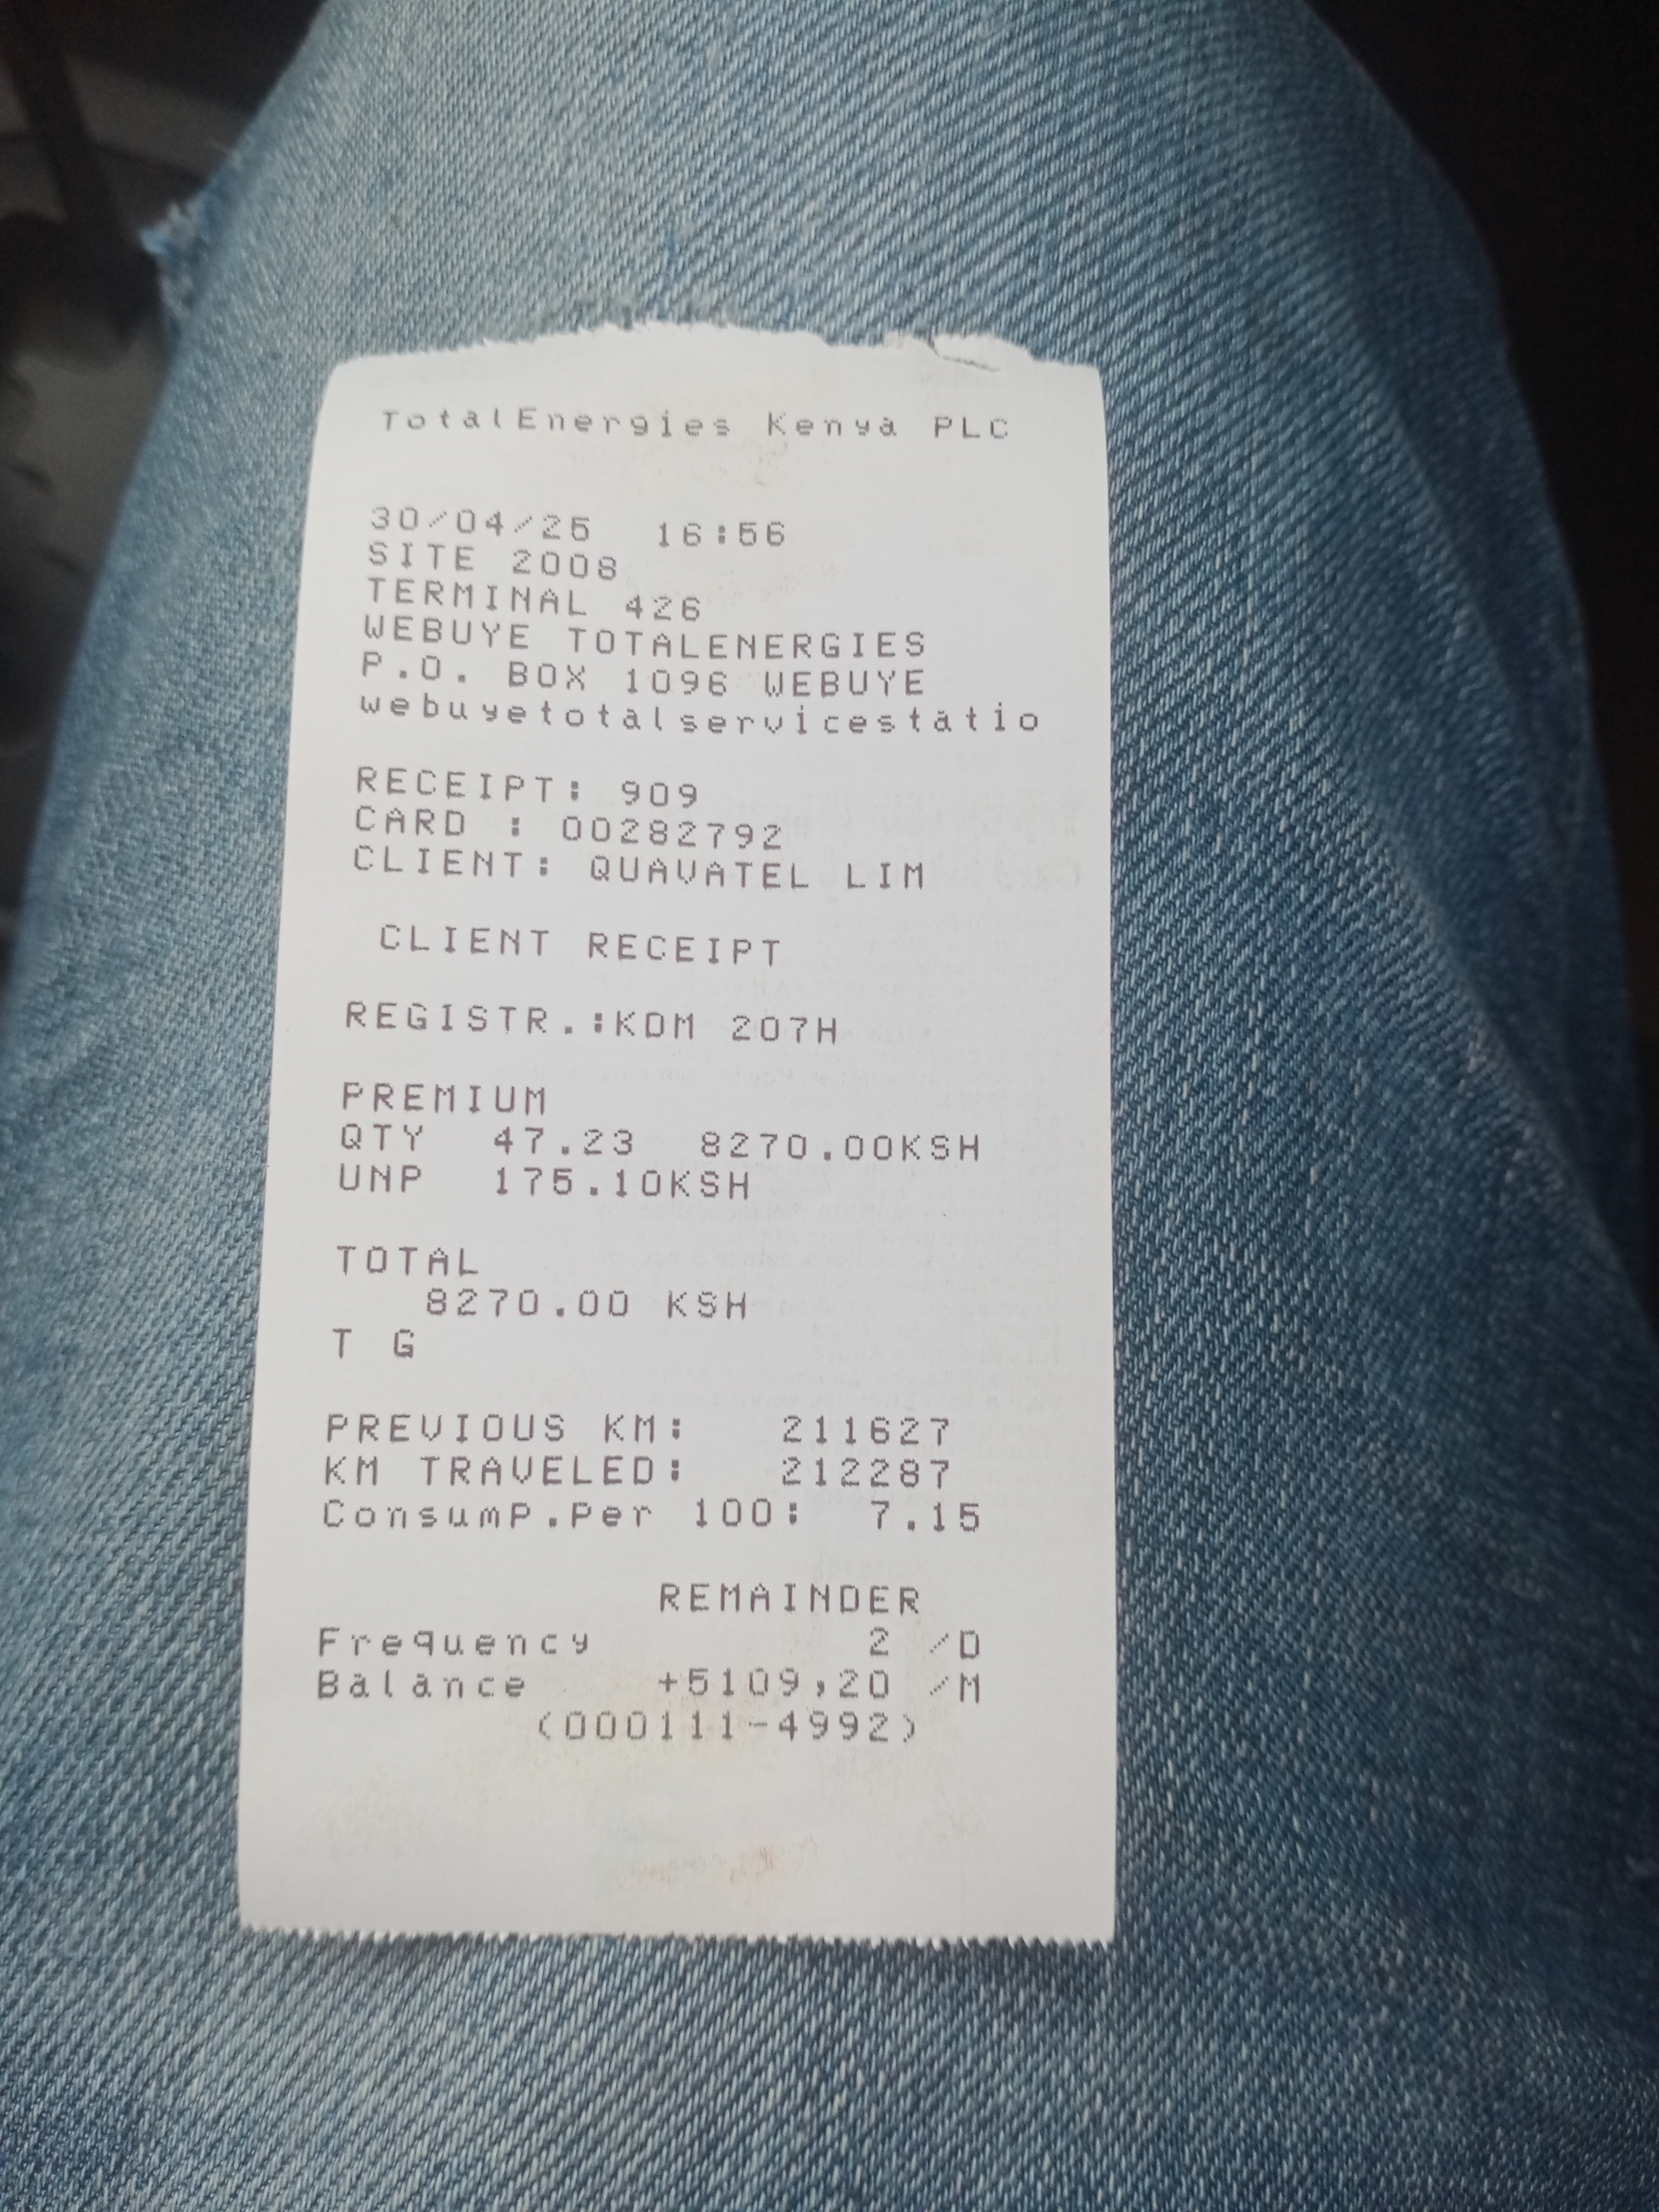 TotalEnergies Kenya PLC
30/04/25 16:56
SITE 2008
TERMINAL 426
WEBUYE TOTALENERGIES
P.O. BOX 1096 WEBUYE
webuyetotalservicestatio
RECEIPT: 909
CARD : 00282792
CLIENT: QUAVATEL LIM
CLIENT RECEIPT
REGISTR.:KDM 207H
PREMIUM
QTY 47.23 8270.00KSH
UNP 175.10KSH
TOTAL
8270.00 KSH
T G
PREVIOUS KM: 211627
KM TRAVELED: 212287
Consump.Per 100: 7.15
REMAINDER
Frequency 2 /D
Balance +5109,20 /M
(000111-4992)